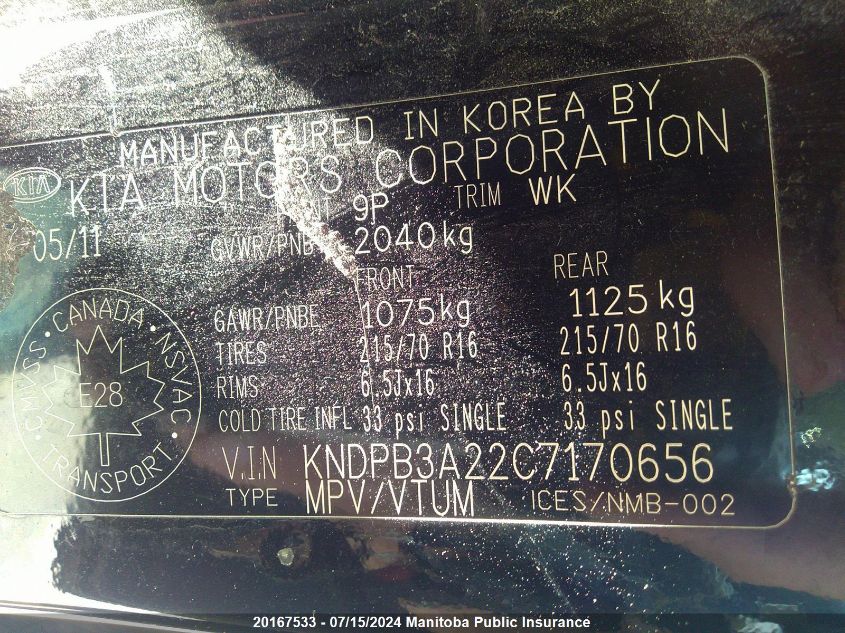 MANUFACTURED IN KOREA BY
KIA KIA MOTORS CORPORATION
9P TRIM WK
05/11 GVWR/PNBE 2040kg
FRONT REAR
GAWR/PNBE 1075kg 1125kg
TIRES 215/70 R16 215/70 R16
RIMS 6.5Jx16 6.5Jx16
COLD TIRE INFL 33 psi SINGLE 33 psi SINGLE
V.I.N KNDPB3A22C7170656
TYPE MPV/VTUM ICES/NMB-002
CANADA · NSVAC · TRANSPORT · CMVSS
E28
20167533 - 07/15/2024 Manitoba Public Insurance